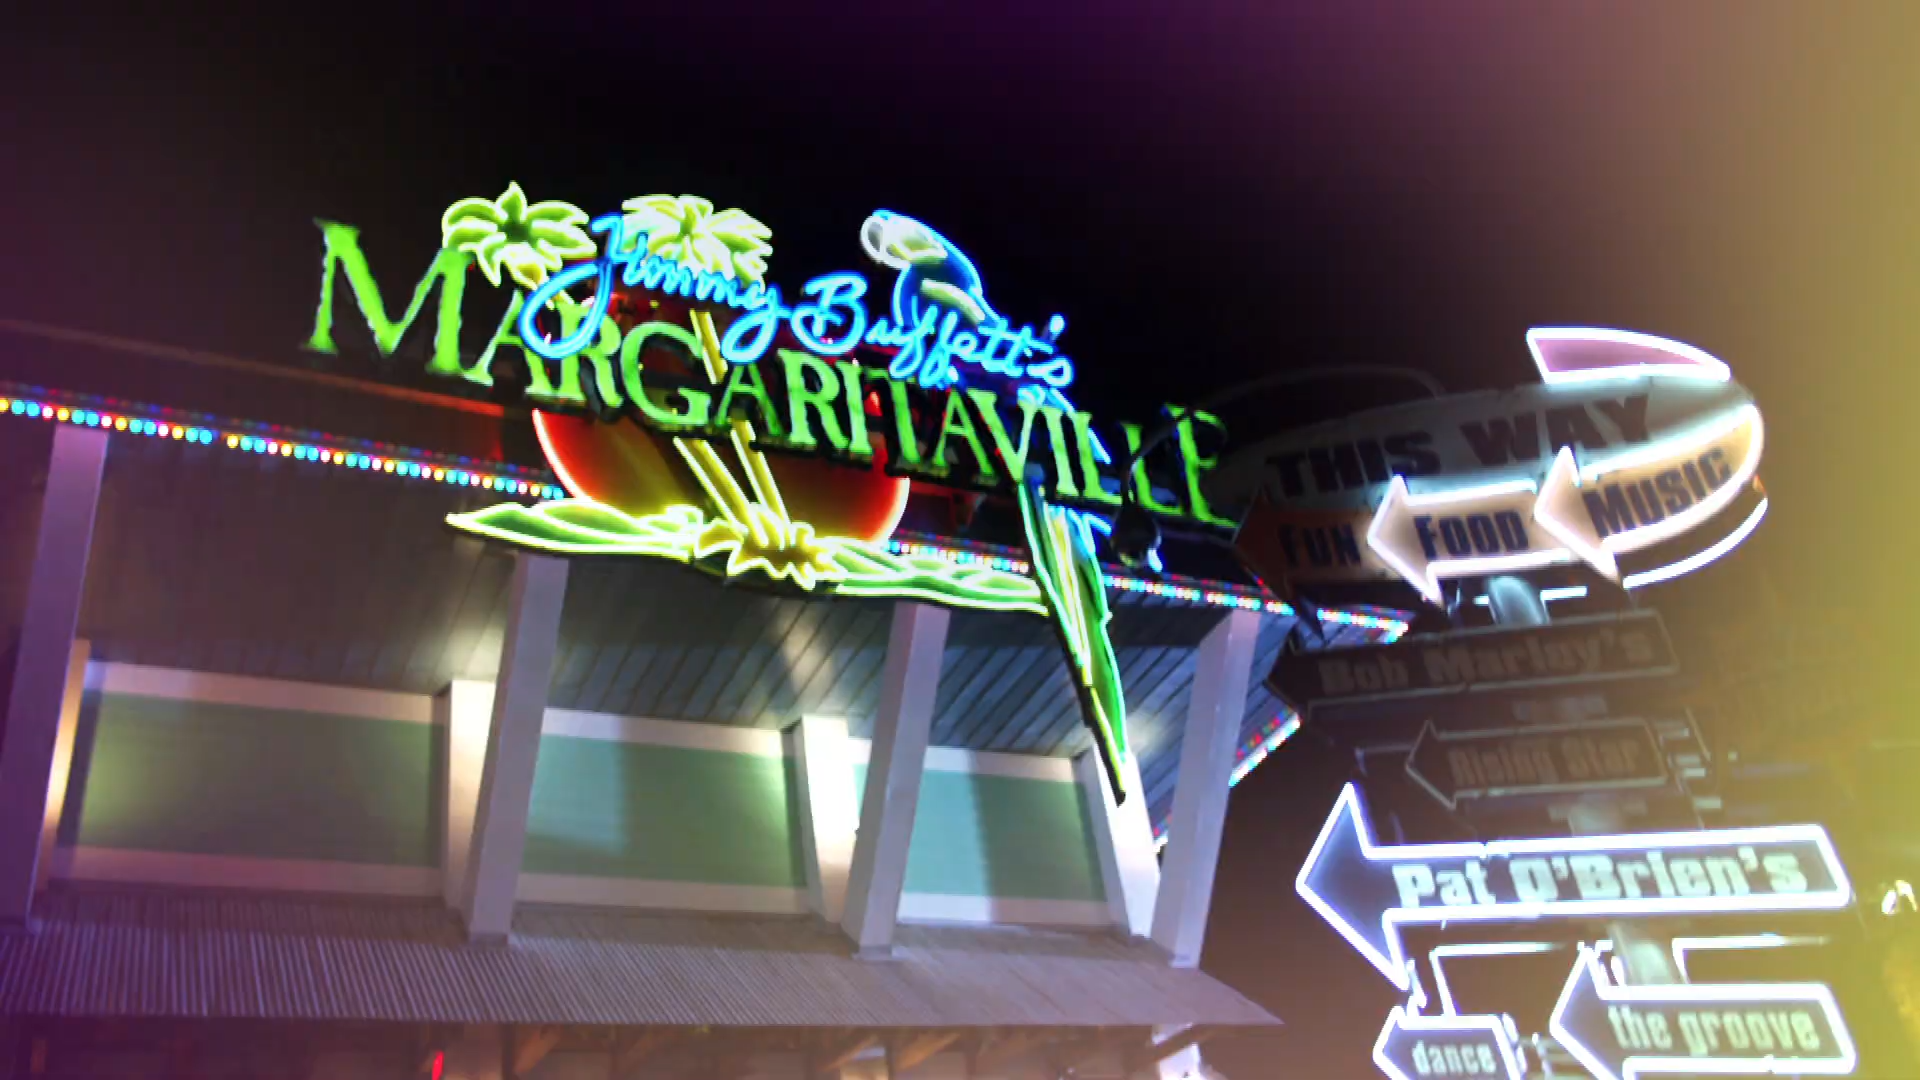 Jimmy Buffett's
MARGARITAVILLE
THIS WAY
FUN FOOD MUSIC
Bob Marley's
Rising Star
Pat O'Brien's
the groove
dance